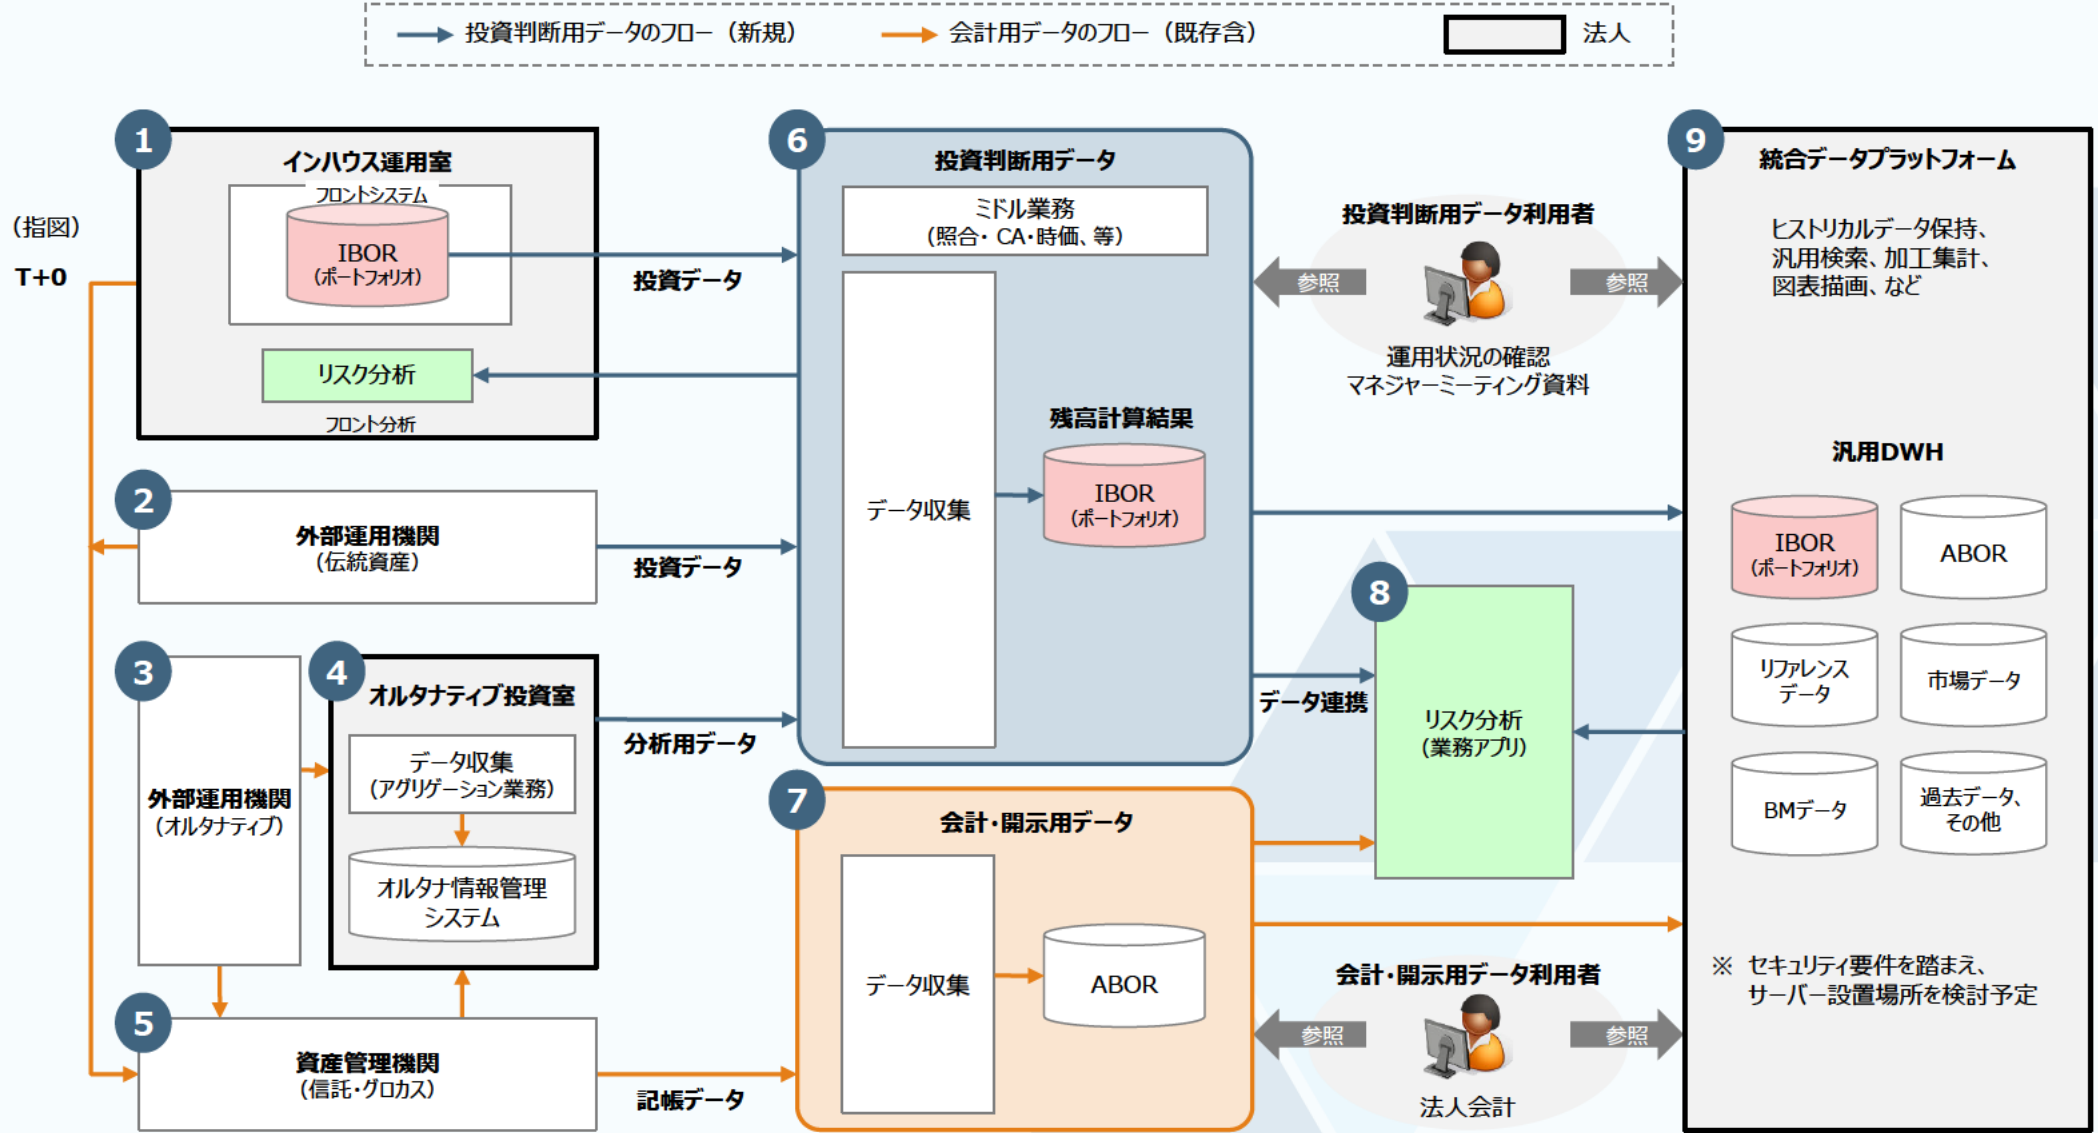 投資判断用データのフロー（新規）
会計用データのフロー（既存含）
法人
（指図）
T+0
1
インハウス運用室
フロントシステム
IBOR
（ポートフォリオ）
リスク分析
フロント分析
投資データ
2
外部運用機関
（伝統資産）
投資データ
3
外部運用機関
（オルタナティブ）
4
オルタナティブ投資室
データ収集
（アグリゲーション業務）
オルタナ情報管理
システム
分析用データ
5
資産管理機関
（信託・グロカス）
記帳データ
6
投資判断用データ
ミドル業務
（照合・CA・時価、等）
データ収集
残高計算結果
IBOR
（ポートフォリオ）
7
会計・開示用データ
データ収集
ABOR
投資判断用データ利用者
参照
参照
運用状況の確認
マネジャーミーティング資料
データ連携
8
リスク分析
（業務アプリ）
会計・開示用データ利用者
参照
参照
法人会計
9
統合データプラットフォーム
ヒストリカルデータ保持、
汎用検索、加工集計、
図表描画、など
汎用DWH
IBOR
（ポートフォリオ）
ABOR
リファレンス
データ
市場データ
BMデータ
過去データ、
その他
※ セキュリティ要件を踏まえ、
サーバー設置場所を検討予定